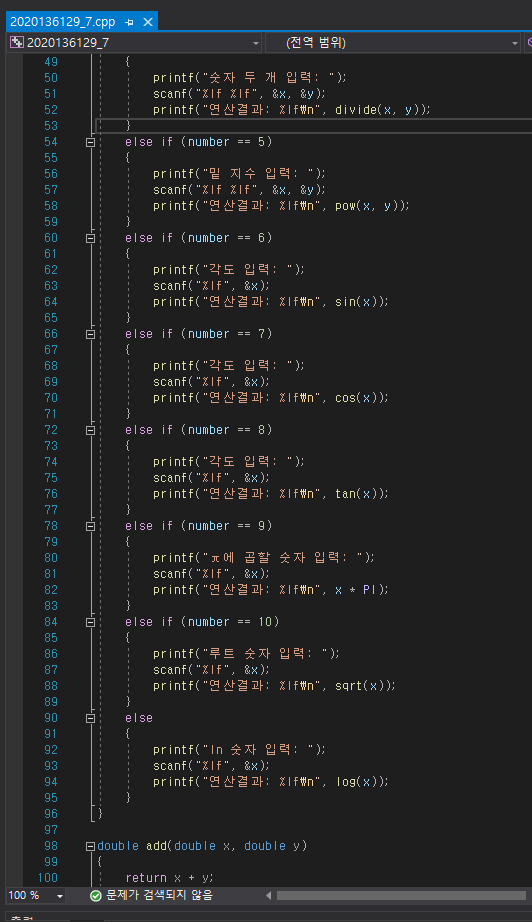 2020136129_7.cpp
2020136129_7 (전역 범위)
49 {
50 printf("숫자 두 개 입력: ");
51 scanf("%lf %lf", &x, &y);
52 printf("연산결과: %lf₩n", divide(x, y));
53 }
54 else if (number == 5)
55 {
56 printf("밑 지수 입력: ");
57 scanf("%lf %lf", &x, &y);
58 printf("연산결과: %lf₩n", pow(x, y));
59 }
60 else if (number == 6)
61 {
62 printf("각도 입력: ");
63 scanf("%lf", &x);
64 printf("연산결과: %lf₩n", sin(x));
65 }
66 else if (number == 7)
67 {
68 printf("각도 입력: ");
69 scanf("%lf", &x);
70 printf("연산결과: %lf₩n", cos(x));
71 }
72 else if (number == 8)
73 {
74 printf("각도 입력: ");
75 scanf("%lf", &x);
76 printf("연산결과: %lf₩n", tan(x));
77 }
78 else if (number == 9)
79 {
80 printf("π에 곱할 숫자 입력: ");
81 scanf("%lf", &x);
82 printf("연산결과: %lf₩n", x * PI);
83 }
84 else if (number == 10)
85 {
86 printf("루트 숫자 입력: ");
87 scanf("%lf", &x);
88 printf("연산결과: %lf₩n", sqrt(x));
89 }
90 else
91 {
92 printf("ln 숫자 입력: ");
93 scanf("%lf", &x);
94 printf("연산결과: %lf₩n", log(x));
95 }
96 }
97
98 double add(double x, double y)
99 {
100 return x + y;
100 % 문제가 검색되지 않음